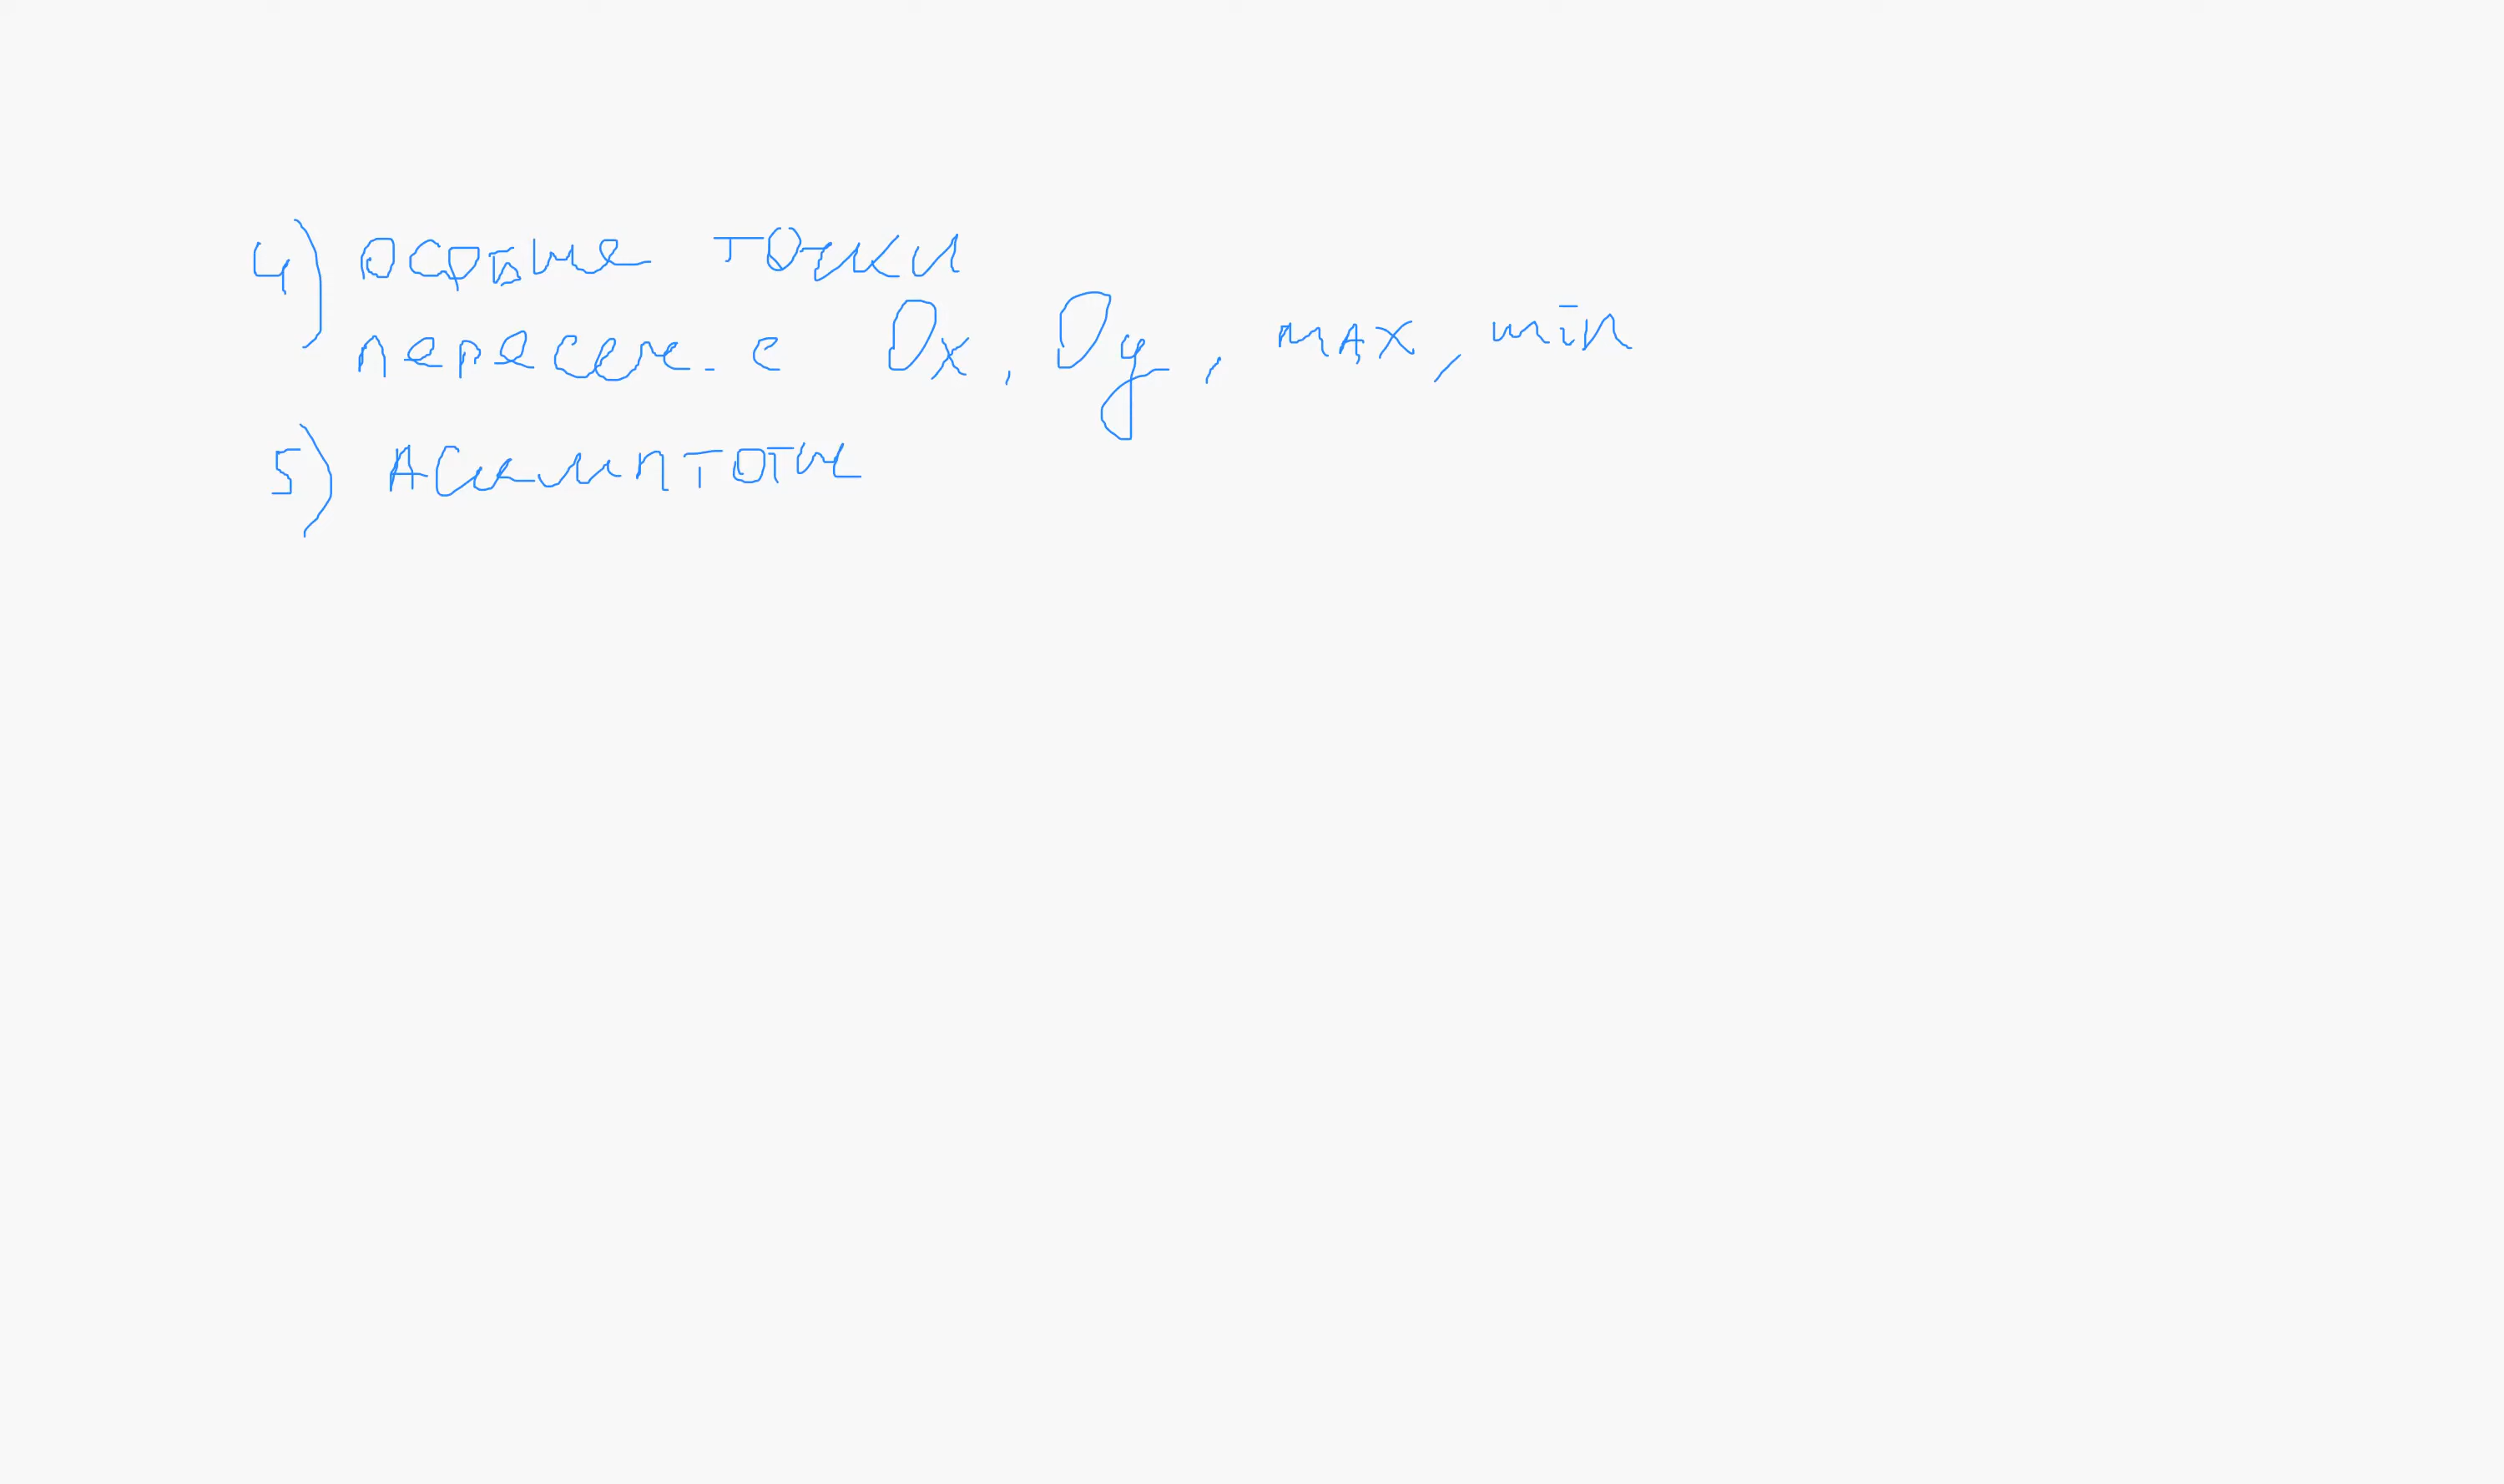 4) особые точки
пересеч. с Ox, Oy, max, min
5) Асимптоты